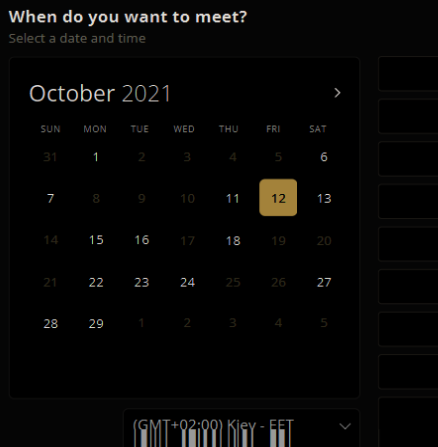 When do you want to meet?
Select a date and time
October 2021
SUN MON TUE WED THU FRI SAT
31 1 2 3 4 5 6
7 8 9 10 11 12 13
14 15 16 17 18 19 20
21 22 23 24 25 26 27
28 29 1 2 3 4 5
(GMT+02:00) Kiev - EET